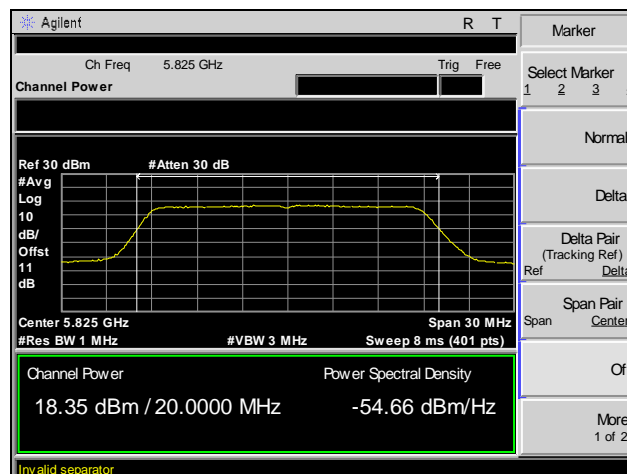 Agilent R T
Ch Freq 5.825 GHz Trig Free
Channel Power
Ref 30 dBm #Atten 30 dB
#Avg
Log
10
dB/
Offst
11
dB
Center 5.825 GHz Span 30 MHz
#Res BW 1 MHz #VBW 3 MHz Sweep 8 ms (401 pts)
Channel Power Power Spectral Density
18.35 dBm / 20.0000 MHz -54.66 dBm/Hz
Invalid separator
Marker
Select Marker
1 2 3
Normal
Delta
Delta Pair
(Tracking Ref)
Ref Delta
Span Pair
Span Center
Of
More
1 of 2